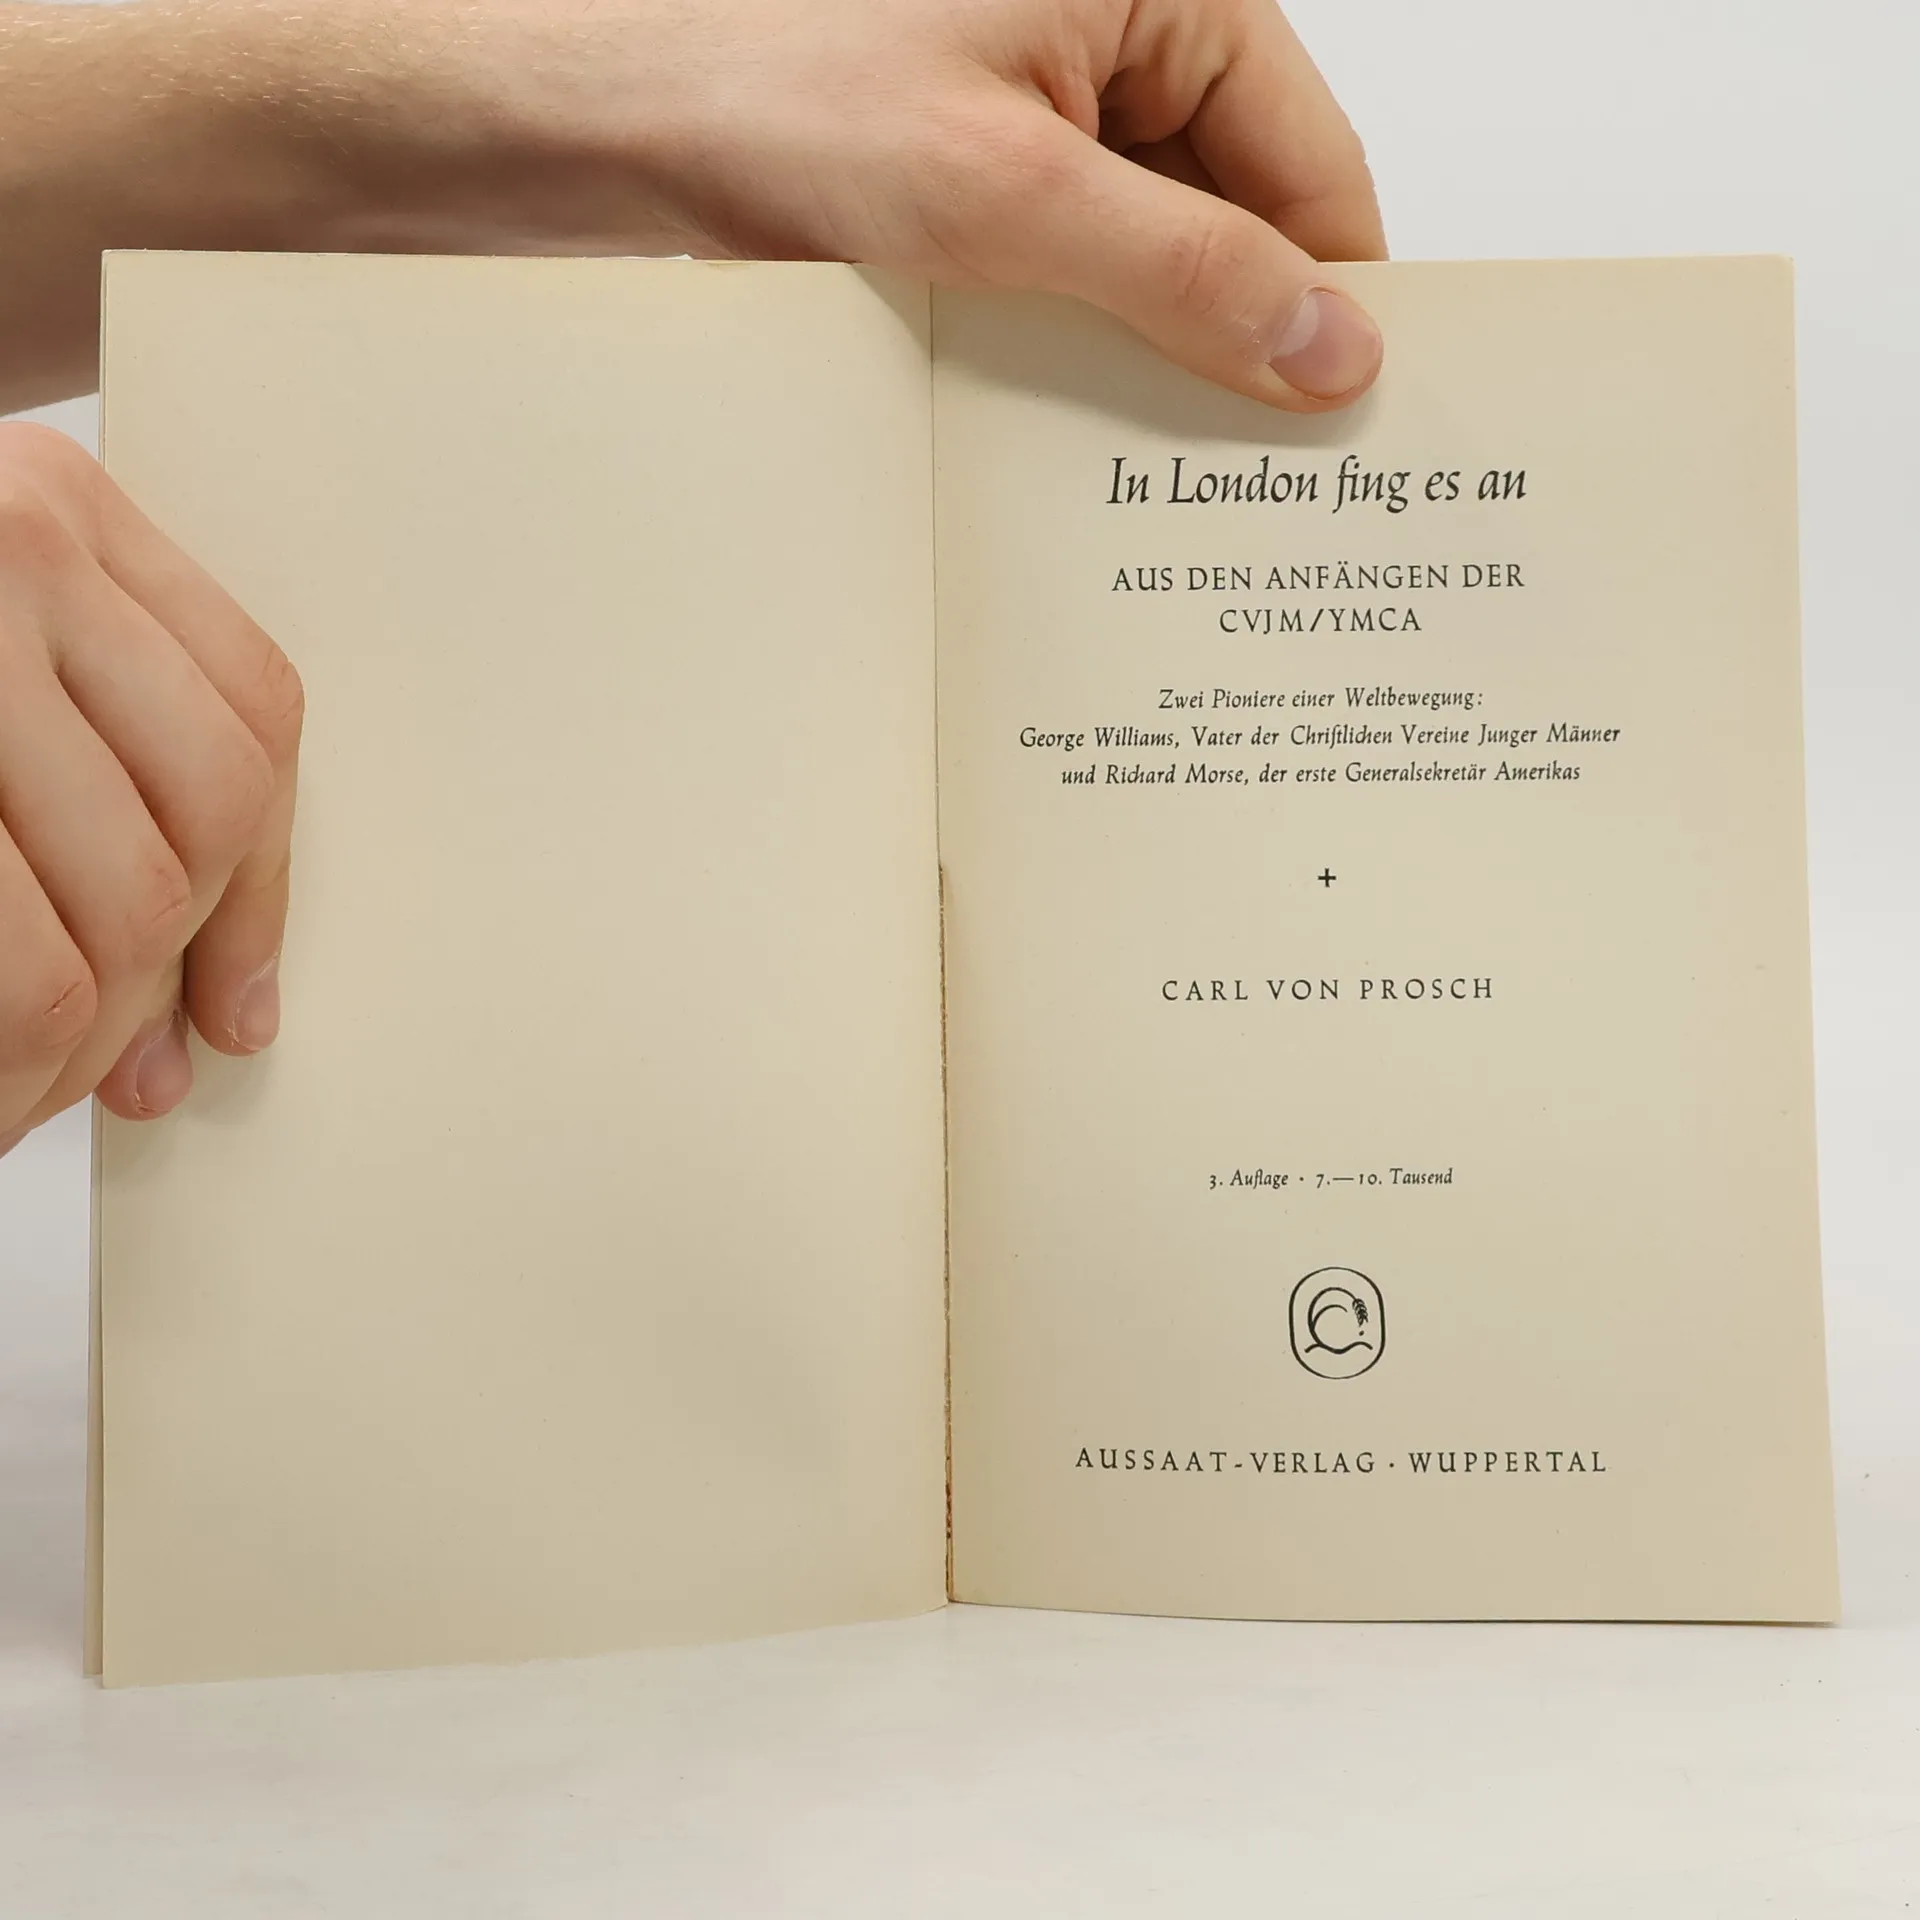 In London fing es an
AUS DEN ANFÄNGEN DER
CVJM/YMCA
Zwei Pioniere einer Weltbewegung:
George Williams, Vater der Chriſtlichen Vereine Junger Männer
und Richard Morse, der erste Generalsekretär Amerikas
+
CARL VON PROSCH
3. Auflage · 7.—10. Tausend
AUSSAAT-VERLAG · WUPPERTAL